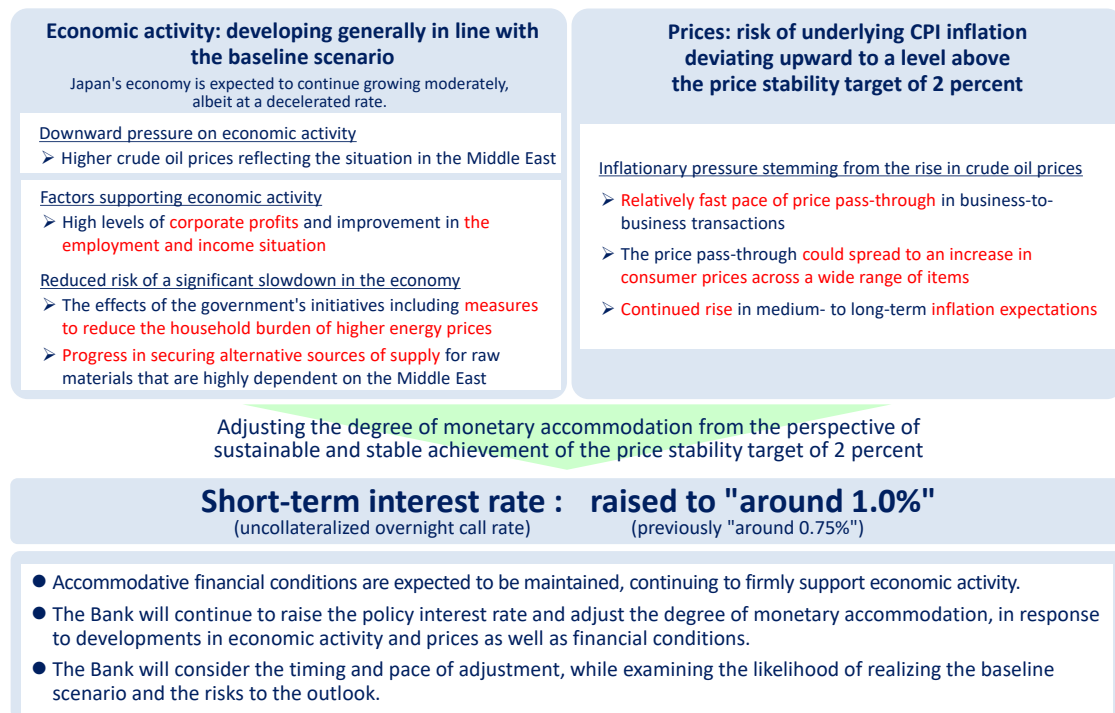 Economic activity: developing generally in line with
the baseline scenario
Japan's economy is expected to continue growing moderately,
albeit at a decelerated rate.
Downward pressure on economic activity
➢ Higher crude oil prices reflecting the situation in the Middle East
Factors supporting economic activity
➢ High levels of corporate profits and improvement in the
employment and income situation
Reduced risk of a significant slowdown in the economy
➢ The effects of the government's initiatives including measures
to reduce the household burden of higher energy prices
➢ Progress in securing alternative sources of supply for raw
materials that are highly dependent on the Middle East
Prices: risk of underlying CPI inflation
deviating upward to a level above
the price stability target of 2 percent
Inflationary pressure stemming from the rise in crude oil prices
➢ Relatively fast pace of price pass-through in business-to-
business transactions
➢ The price pass-through could spread to an increase in
consumer prices across a wide range of items
➢ Continued rise in medium- to long-term inflation expectations
Adjusting the degree of monetary accommodation from the perspective of
sustainable and stable achievement of the price stability target of 2 percent
Short-term interest rate : raised to "around 1.0%"
(uncollateralized overnight call rate) (previously "around 0.75%")
● Accommodative financial conditions are expected to be maintained, continuing to firmly support economic activity.
● The Bank will continue to raise the policy interest rate and adjust the degree of monetary accommodation, in response
to developments in economic activity and prices as well as financial conditions.
● The Bank will consider the timing and pace of adjustment, while examining the likelihood of realizing the baseline
scenario and the risks to the outlook.